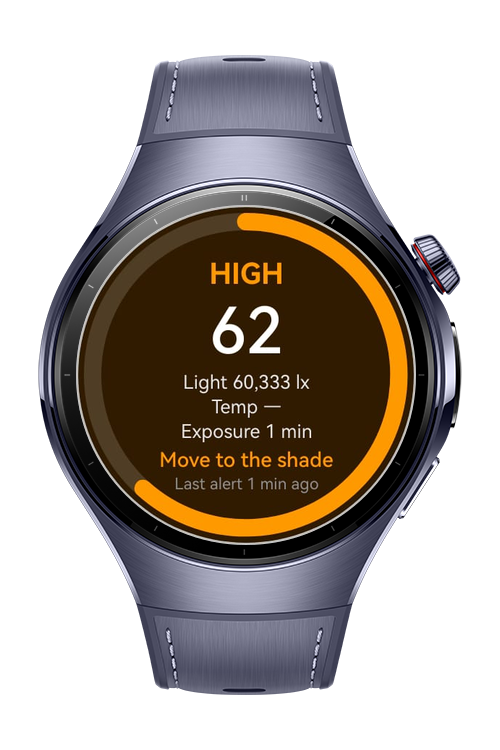 HIGH
62
Light 60,333 lx
Temp —
Exposure 1 min
Move to the shade
Last alert 1 min ago